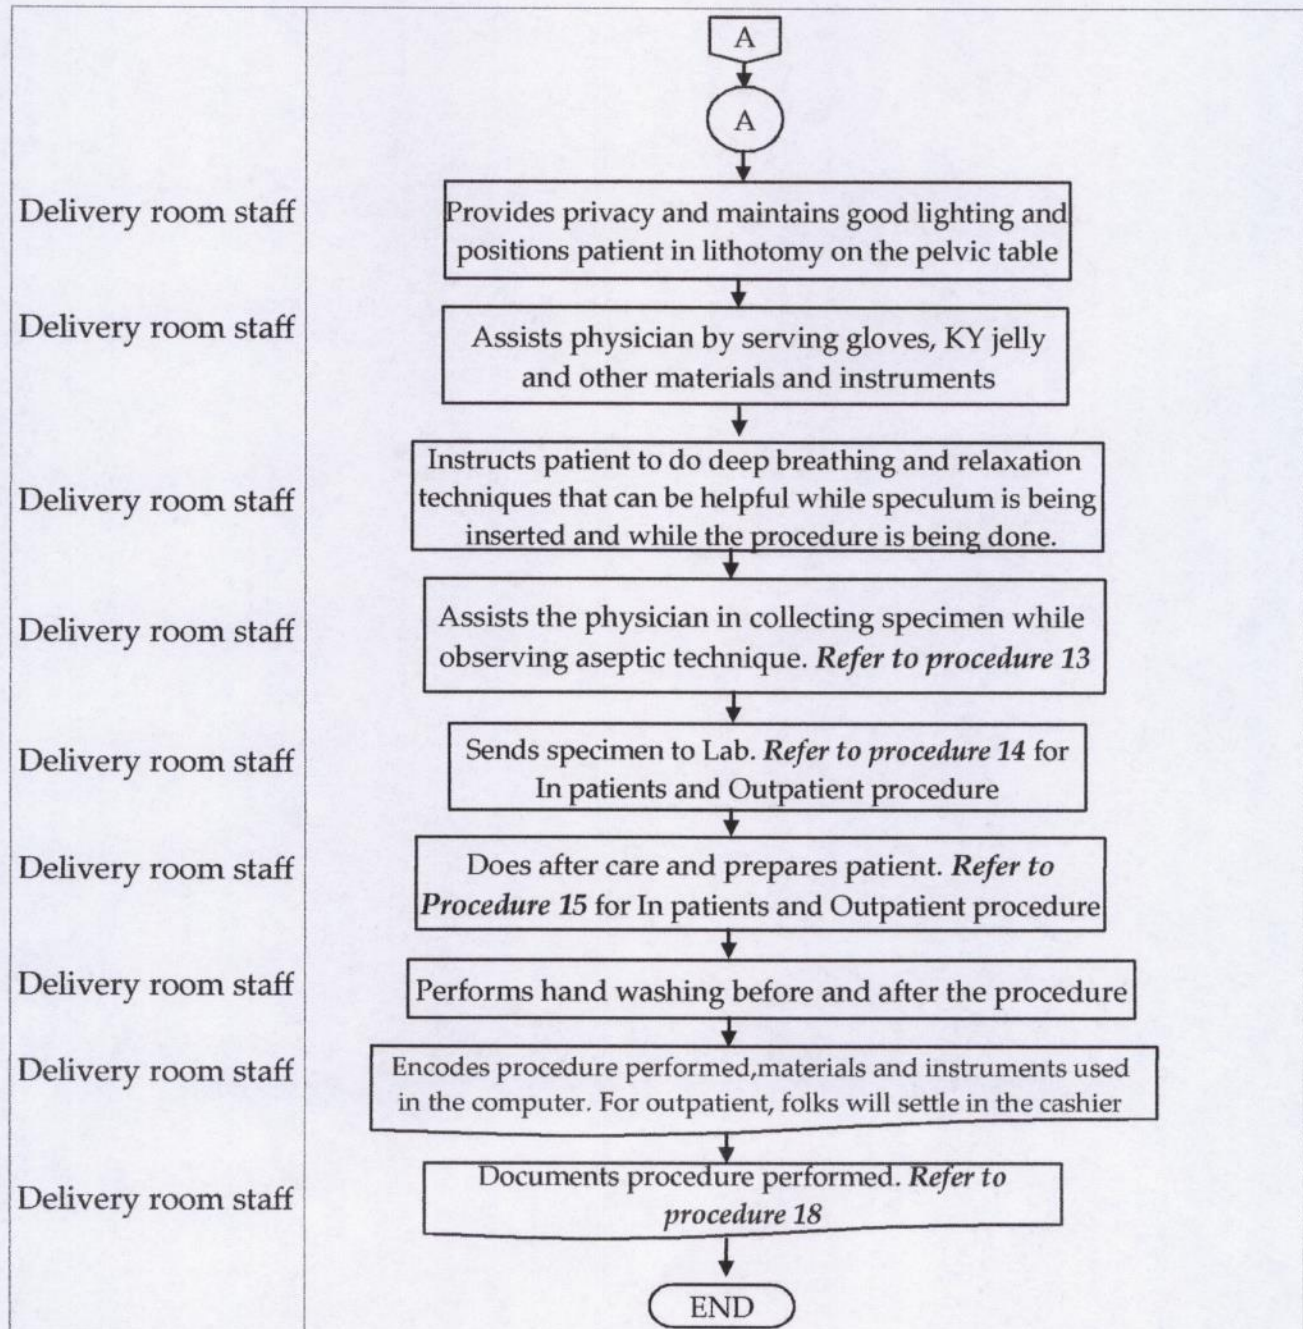 A
A
Delivery room staff
Provides privacy and maintains good lighting and
positions patient in lithotomy on the pelvic table
Delivery room staff
Assists physician by serving gloves, KY jelly
and other materials and instruments
Delivery room staff
Instructs patient to do deep breathing and relaxation
techniques that can be helpful while speculum is being
inserted and while the procedure is being done.
Delivery room staff
Assists the physician in collecting specimen while
observing aseptic technique. Refer to procedure 13
Delivery room staff
Sends specimen to Lab. Refer to procedure 14 for
In patients and Outpatient procedure
Delivery room staff
Does after care and prepares patient. Refer to
Procedure 15 for In patients and Outpatient procedure
Delivery room staff
Performs hand washing before and after the procedure
Delivery room staff
Encodes procedure performed,materials and instruments used
in the computer. For outpatient, folks will settle in the cashier
Delivery room staff
Documents procedure performed. Refer to
procedure 18
END